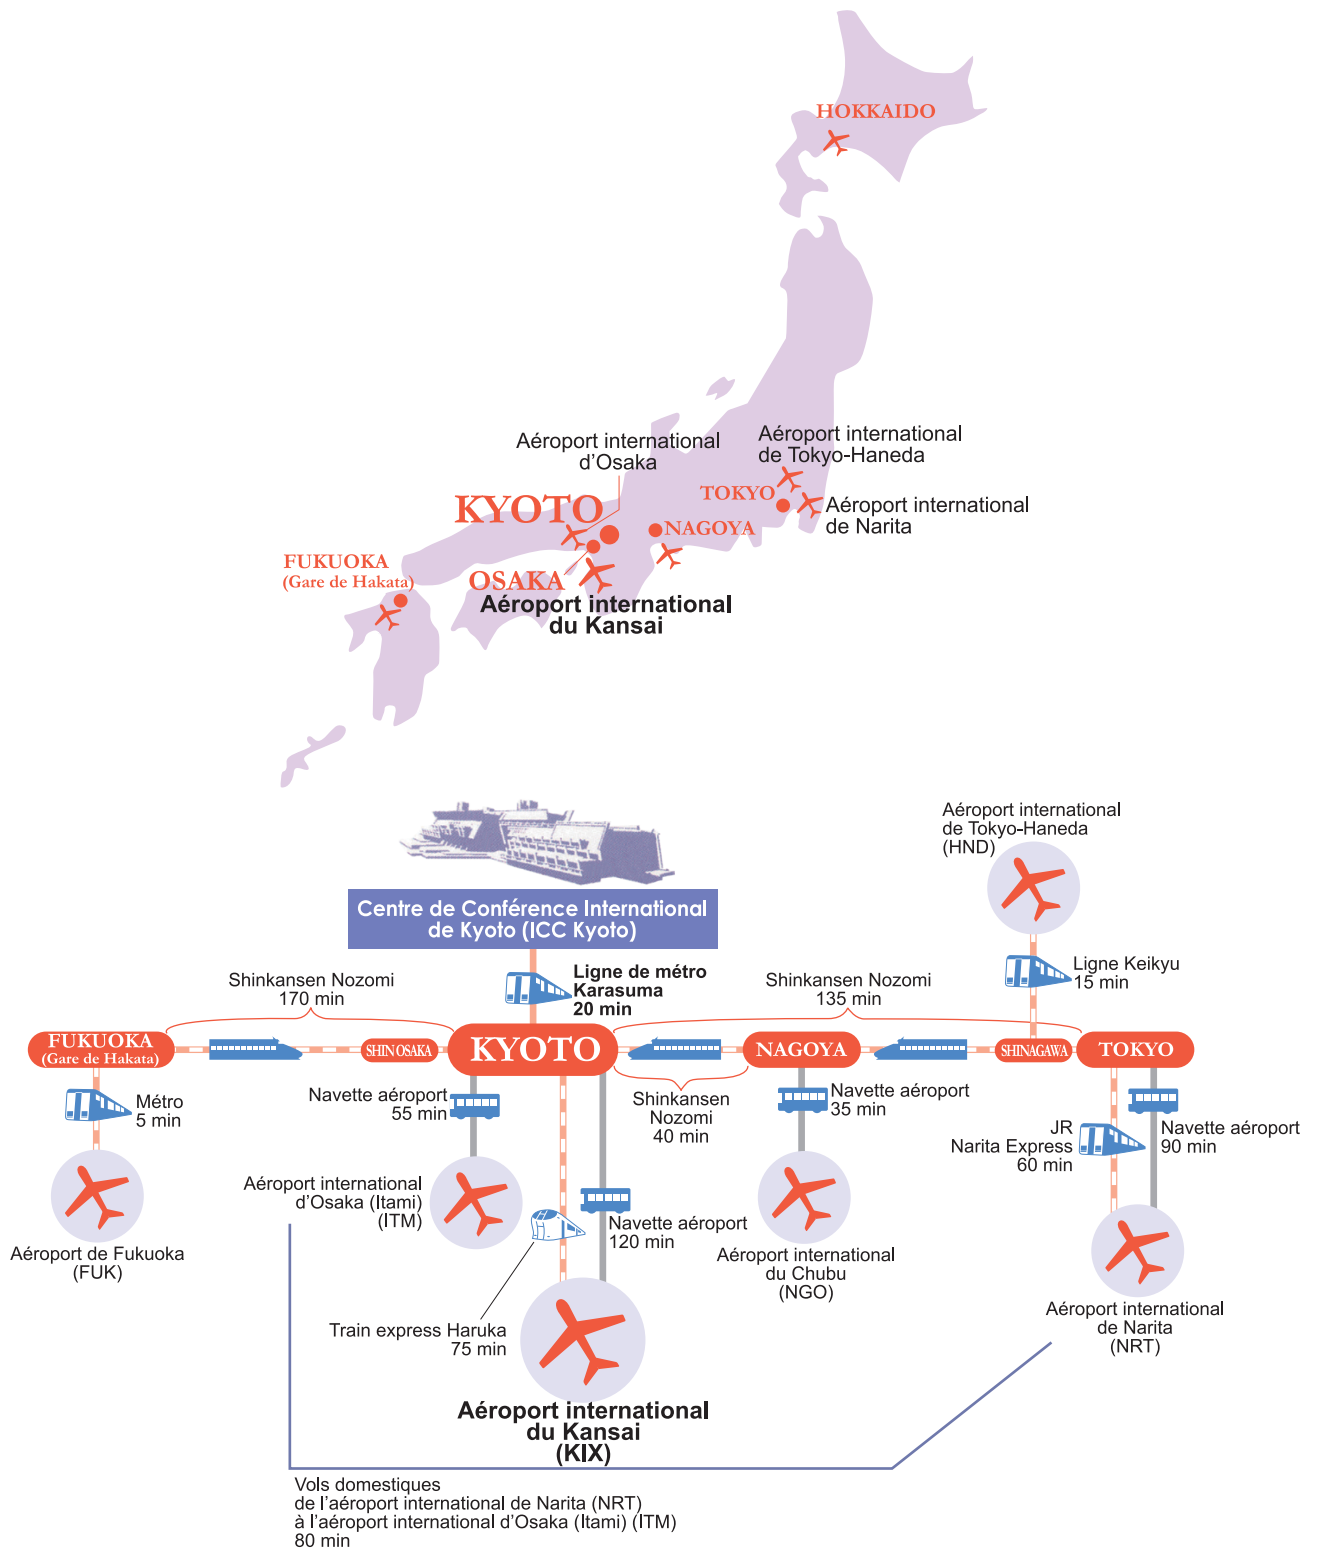 HOKKAIDO
Aéroport international
d'Osaka
Aéroport international
de Tokyo-Haneda
KYOTO
TOKYO
Aéroport international
de Narita
NAGOYA
FUKUOKA
(Gare de Hakata)
OSAKA
Aéroport international
du Kansai
Aéroport international
de Tokyo-Haneda
(HND)
Centre de Conférence International
de Kyoto (ICC Kyoto)
Ligne de métro
Karasuma
20 min
Shinkansen Nozomi
170 min
Shinkansen Nozomi
135 min
Ligne Keikyu
15 min
FUKUOKA
(Gare de Hakata)
SHIN OSAKA
KYOTO
NAGOYA
SHINAGAWA
TOKYO
Métro
5 min
Navette aéroport
55 min
Shinkansen
Nozomi
40 min
Navette aéroport
35 min
JR
Narita Express
60 min
Navette aéroport
90 min
Aéroport de Fukuoka
(FUK)
Aéroport international
d'Osaka (Itami)
(ITM)
Navette aéroport
120 min
Aéroport international
du Chubu
(NGO)
Aéroport international
de Narita
(NRT)
Train express Haruka
75 min
Aéroport international
du Kansai
(KIX)
Vols domestiques
de l'aéroport international de Narita (NRT)
à l'aéroport international d'Osaka (Itami) (ITM)
80 min